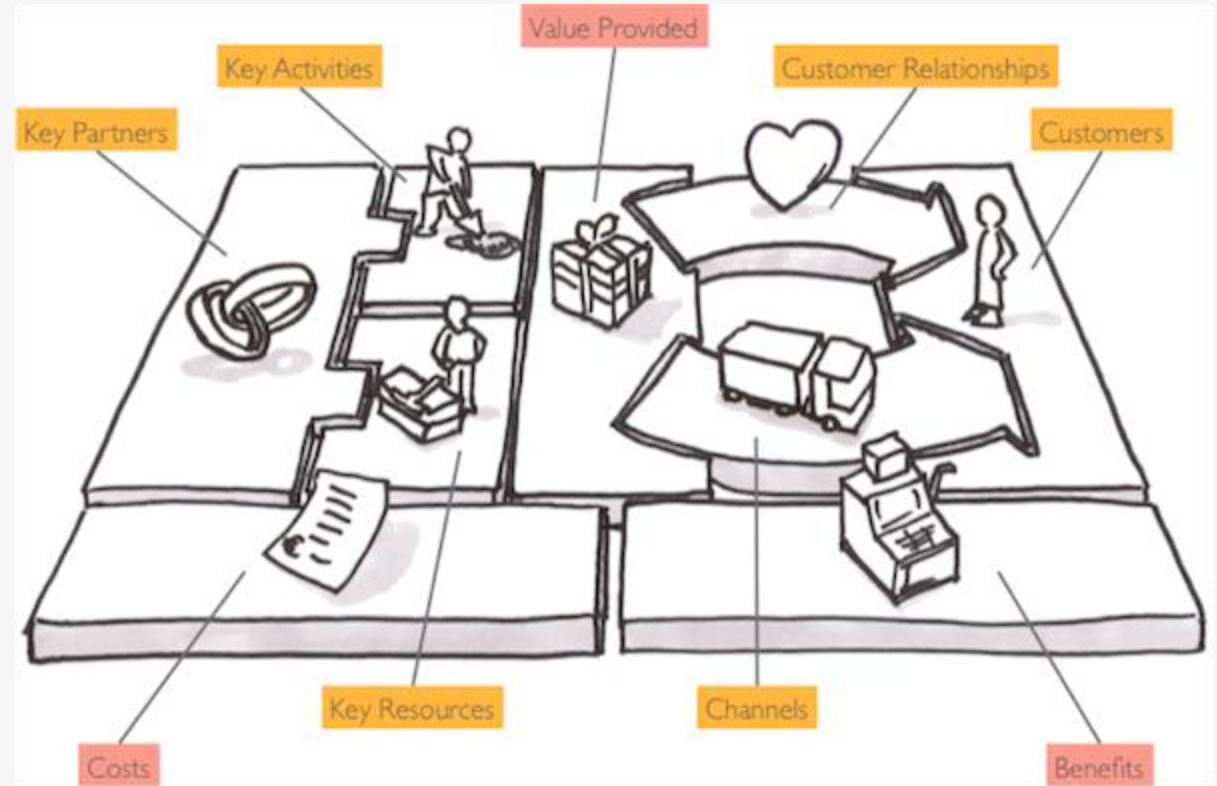 Value Provided
Key Activities
Customer Relationships
Key Partners
Customers
Key Resources
Channels
Costs
Benefits